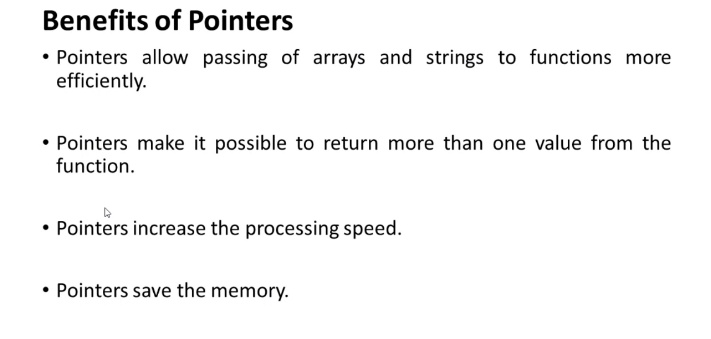 Benefits of Pointers
• Pointers allow passing of arrays and strings to functions more
efficiently.
• Pointers make it possible to return more than one value from the
function.
• Pointers increase the processing speed.
• Pointers save the memory.